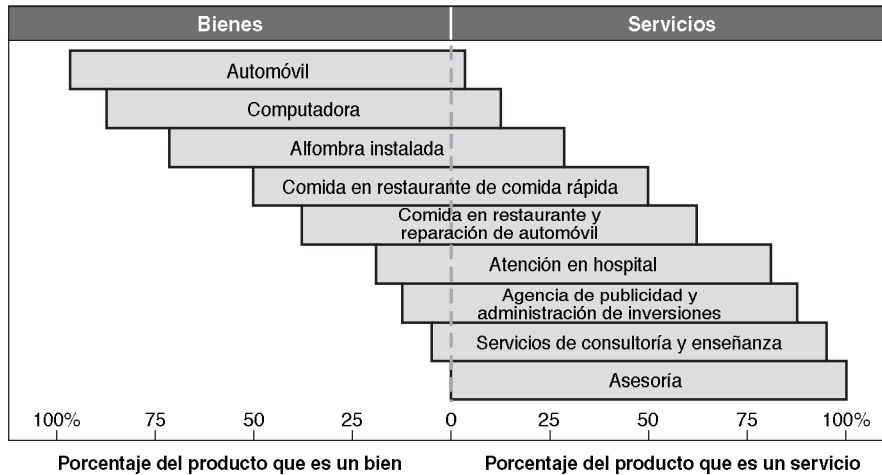 Bienes Servicios
Automóvil
Computadora
Alfombra instalada
Comida en restaurante de comida rápida
Comida en restaurante y
reparación de automóvil
Atención en hospital
Agencia de publicidad y
administración de inversiones
Servicios de consultoría y enseñanza
Asesoría
100% 75 50 25 0 25 50 75 100%
Porcentaje del producto que es un bien Porcentaje del producto que es un servicio